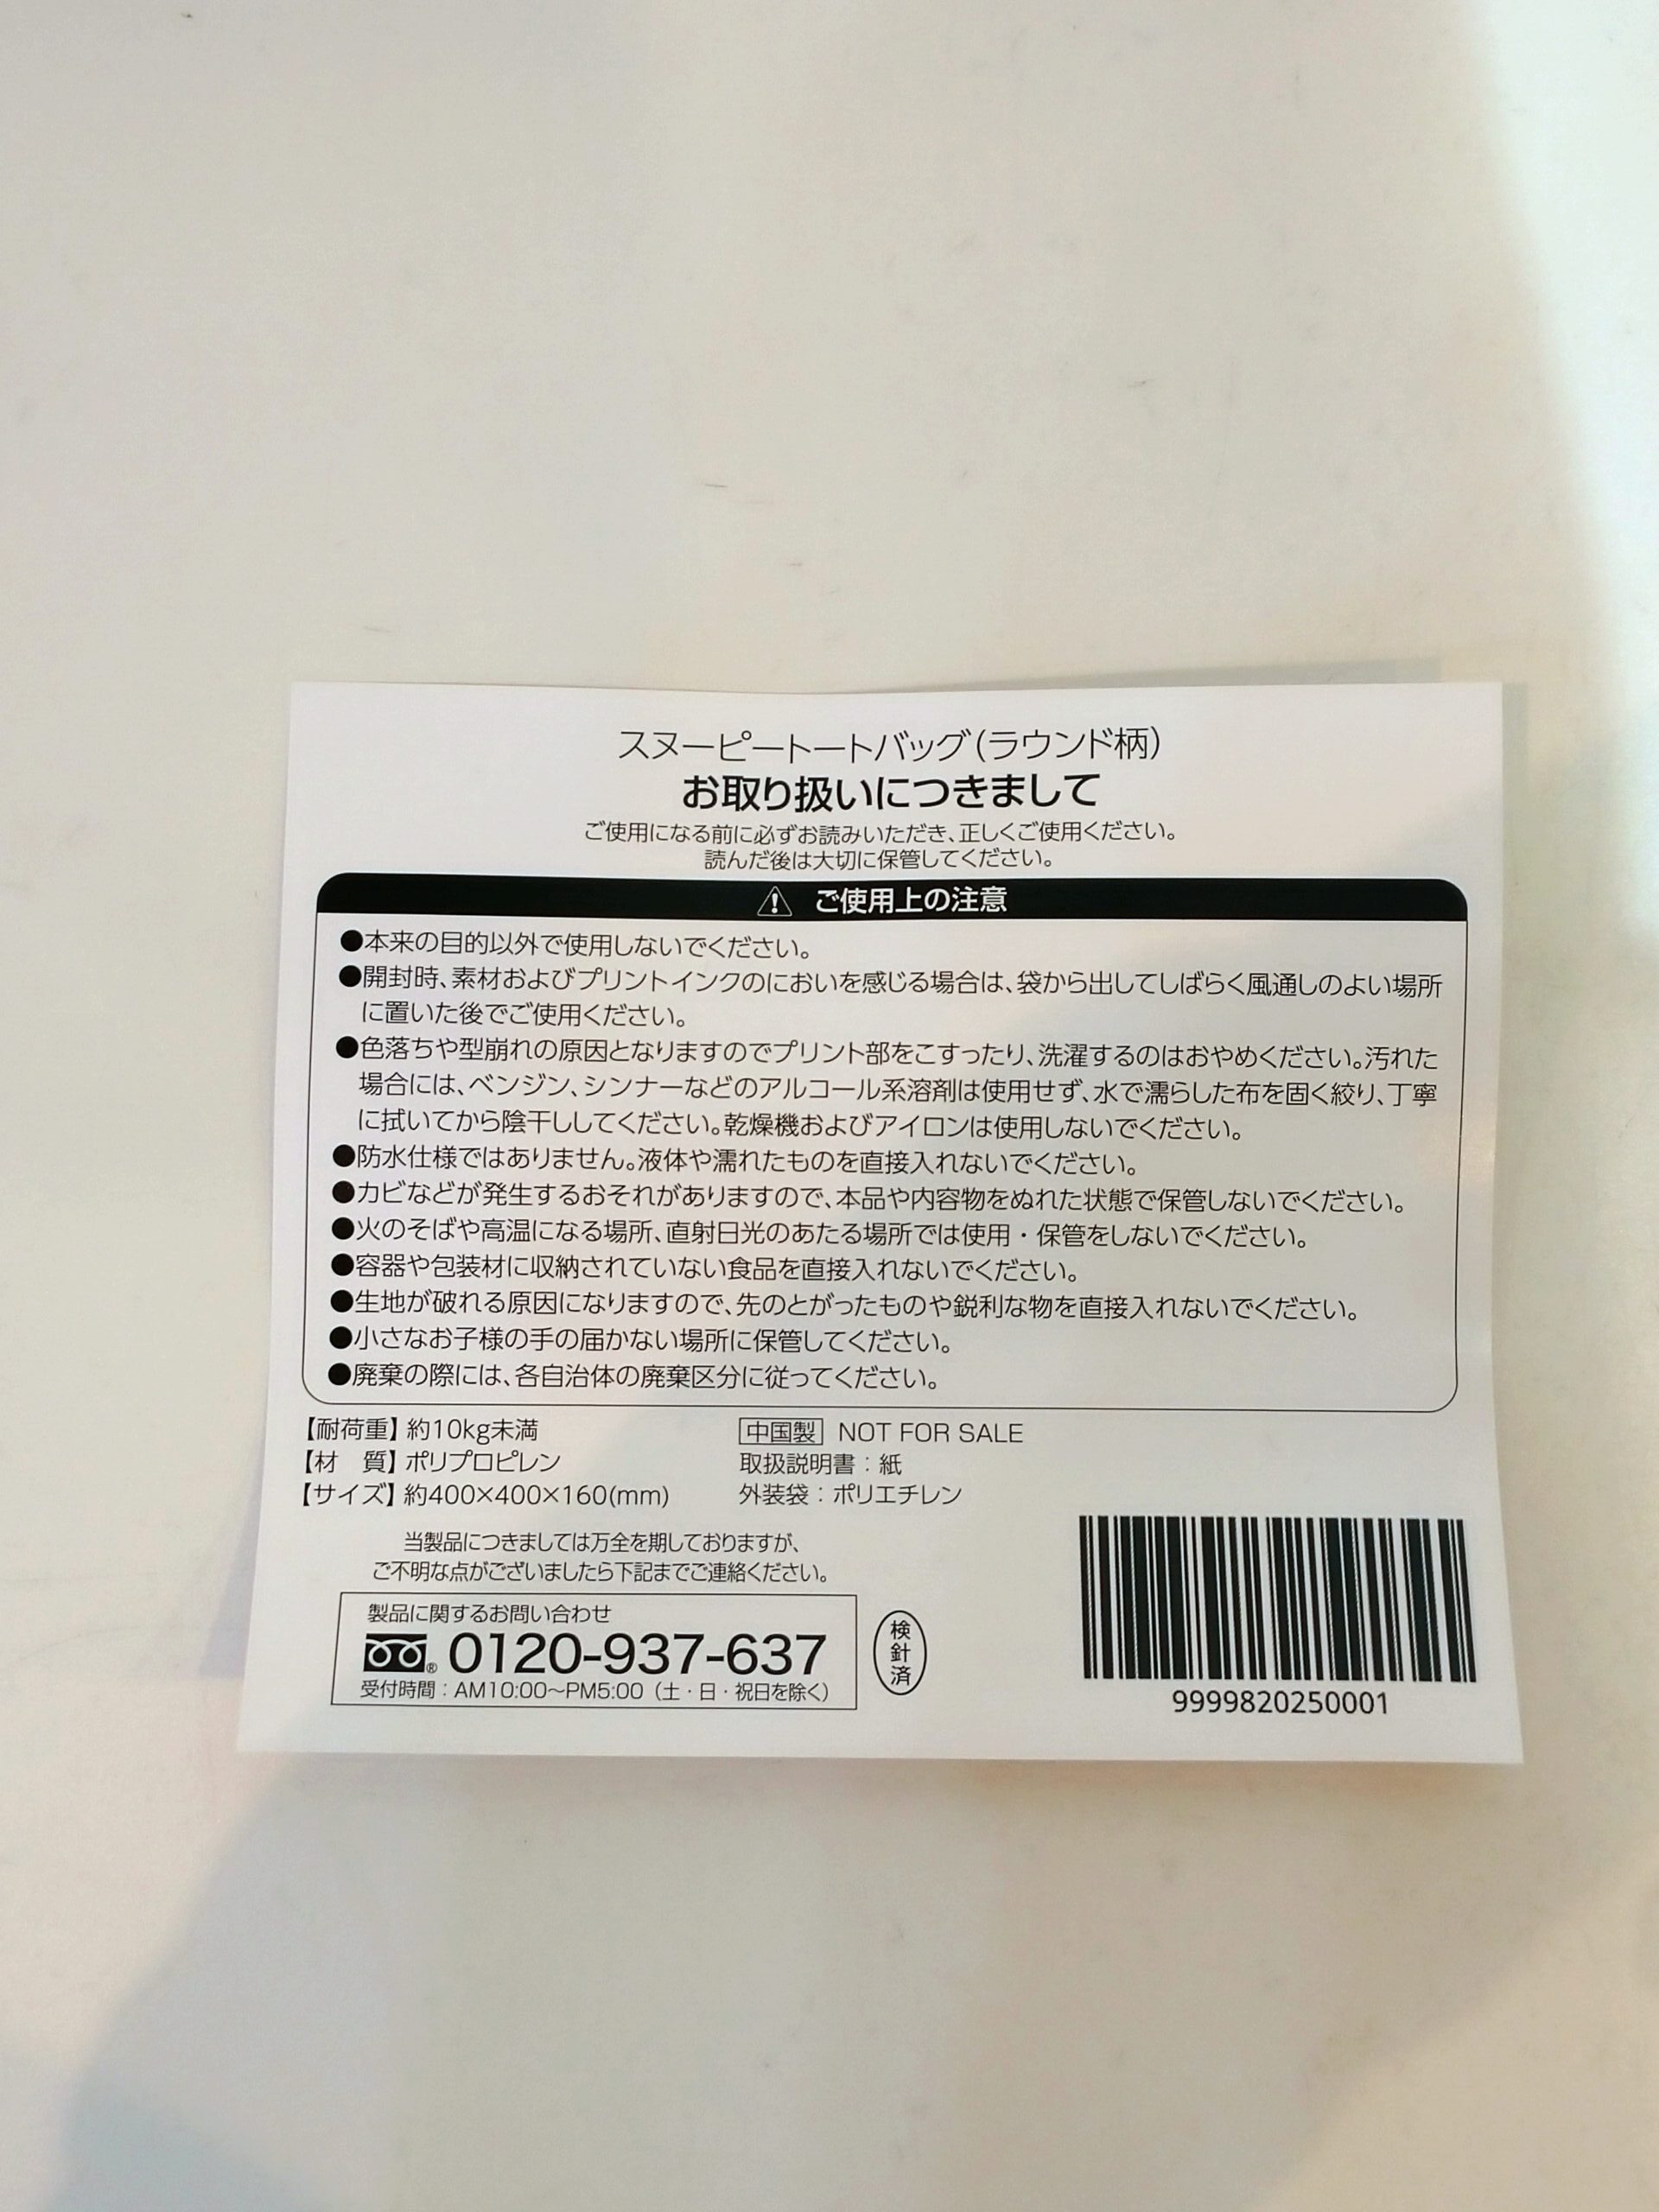 スヌーピートートバッグ(ラウンド柄)
お取り扱いにつきまして
ご使用になる前に必ずお読みいただき、正しくご使用ください。
読んだ後は大切に保管してください。
ご使用上の注意
●本来の目的以外で使用しないでください。
●開封時、素材およびプリントインクのにおいを感じる場合は、袋から出してしばらく風通しのよい場所
に置いた後でご使用ください。
●色落ちや型崩れの原因となりますのでプリント部をこすったり、洗濯するのはおやめください。汚れた
場合には、ベンジン、シンナーなどのアルコール系溶剤は使用せず、水で濡らした布を固く絞り、丁寧
に拭いてから陰干ししてください。乾燥機およびアイロンは使用しないでください。
●防水仕様ではありません。液体や濡れたものを直接入れないでください。
●カビなどが発生するおそれがありますので、本品や内容物をぬれた状態で保管しないでください。
●火のそばや高温になる場所、直射日光のあたる場所では使用・保管をしないでください。
●容器や包装材に収納されていない食品を直接入れないでください。
●生地が破れる原因になりますので、先のとがったものや鋭利な物を直接入れないでください。
●小さなお子様の手の届かない場所に保管してください。
●廃棄の際には、各自治体の廃棄区分に従ってください。
【耐荷重】約10kg未満
【材　質】ポリプロピレン
【サイズ】約400×400×160(mm)
中国製 NOT FOR SALE
取扱説明書：紙
外装袋：ポリエチレン
当製品につきましては万全を期しておりますが、
ご不明な点がございましたら下記までご連絡ください。
製品に関するお問い合わせ
® 0120-937-637
受付時間：AM10:00〜PM5:00（土・日・祝日を除く）
検針済
9999820250001